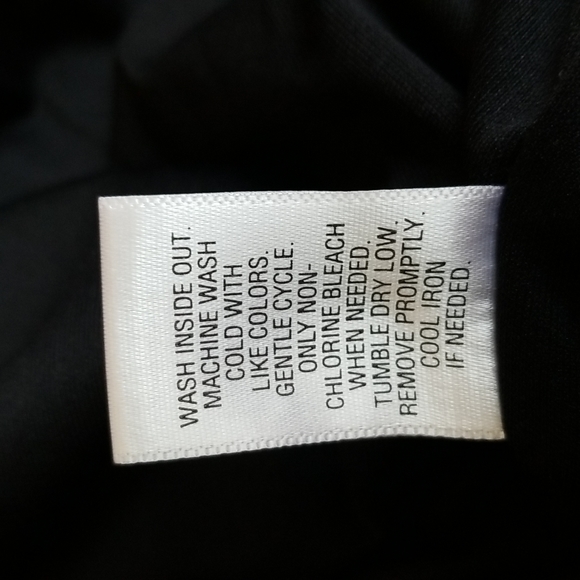 WASH INSIDE OUT.
MACHINE WASH
COLD WITH
LIKE COLORS.
GENTLE CYCLE.
ONLY NON-
CHLORINE BLEACH
WHEN NEEDED.
TUMBLE DRY LOW.
REMOVE PROMPTLY.
COOL IRON
IF NEEDED.